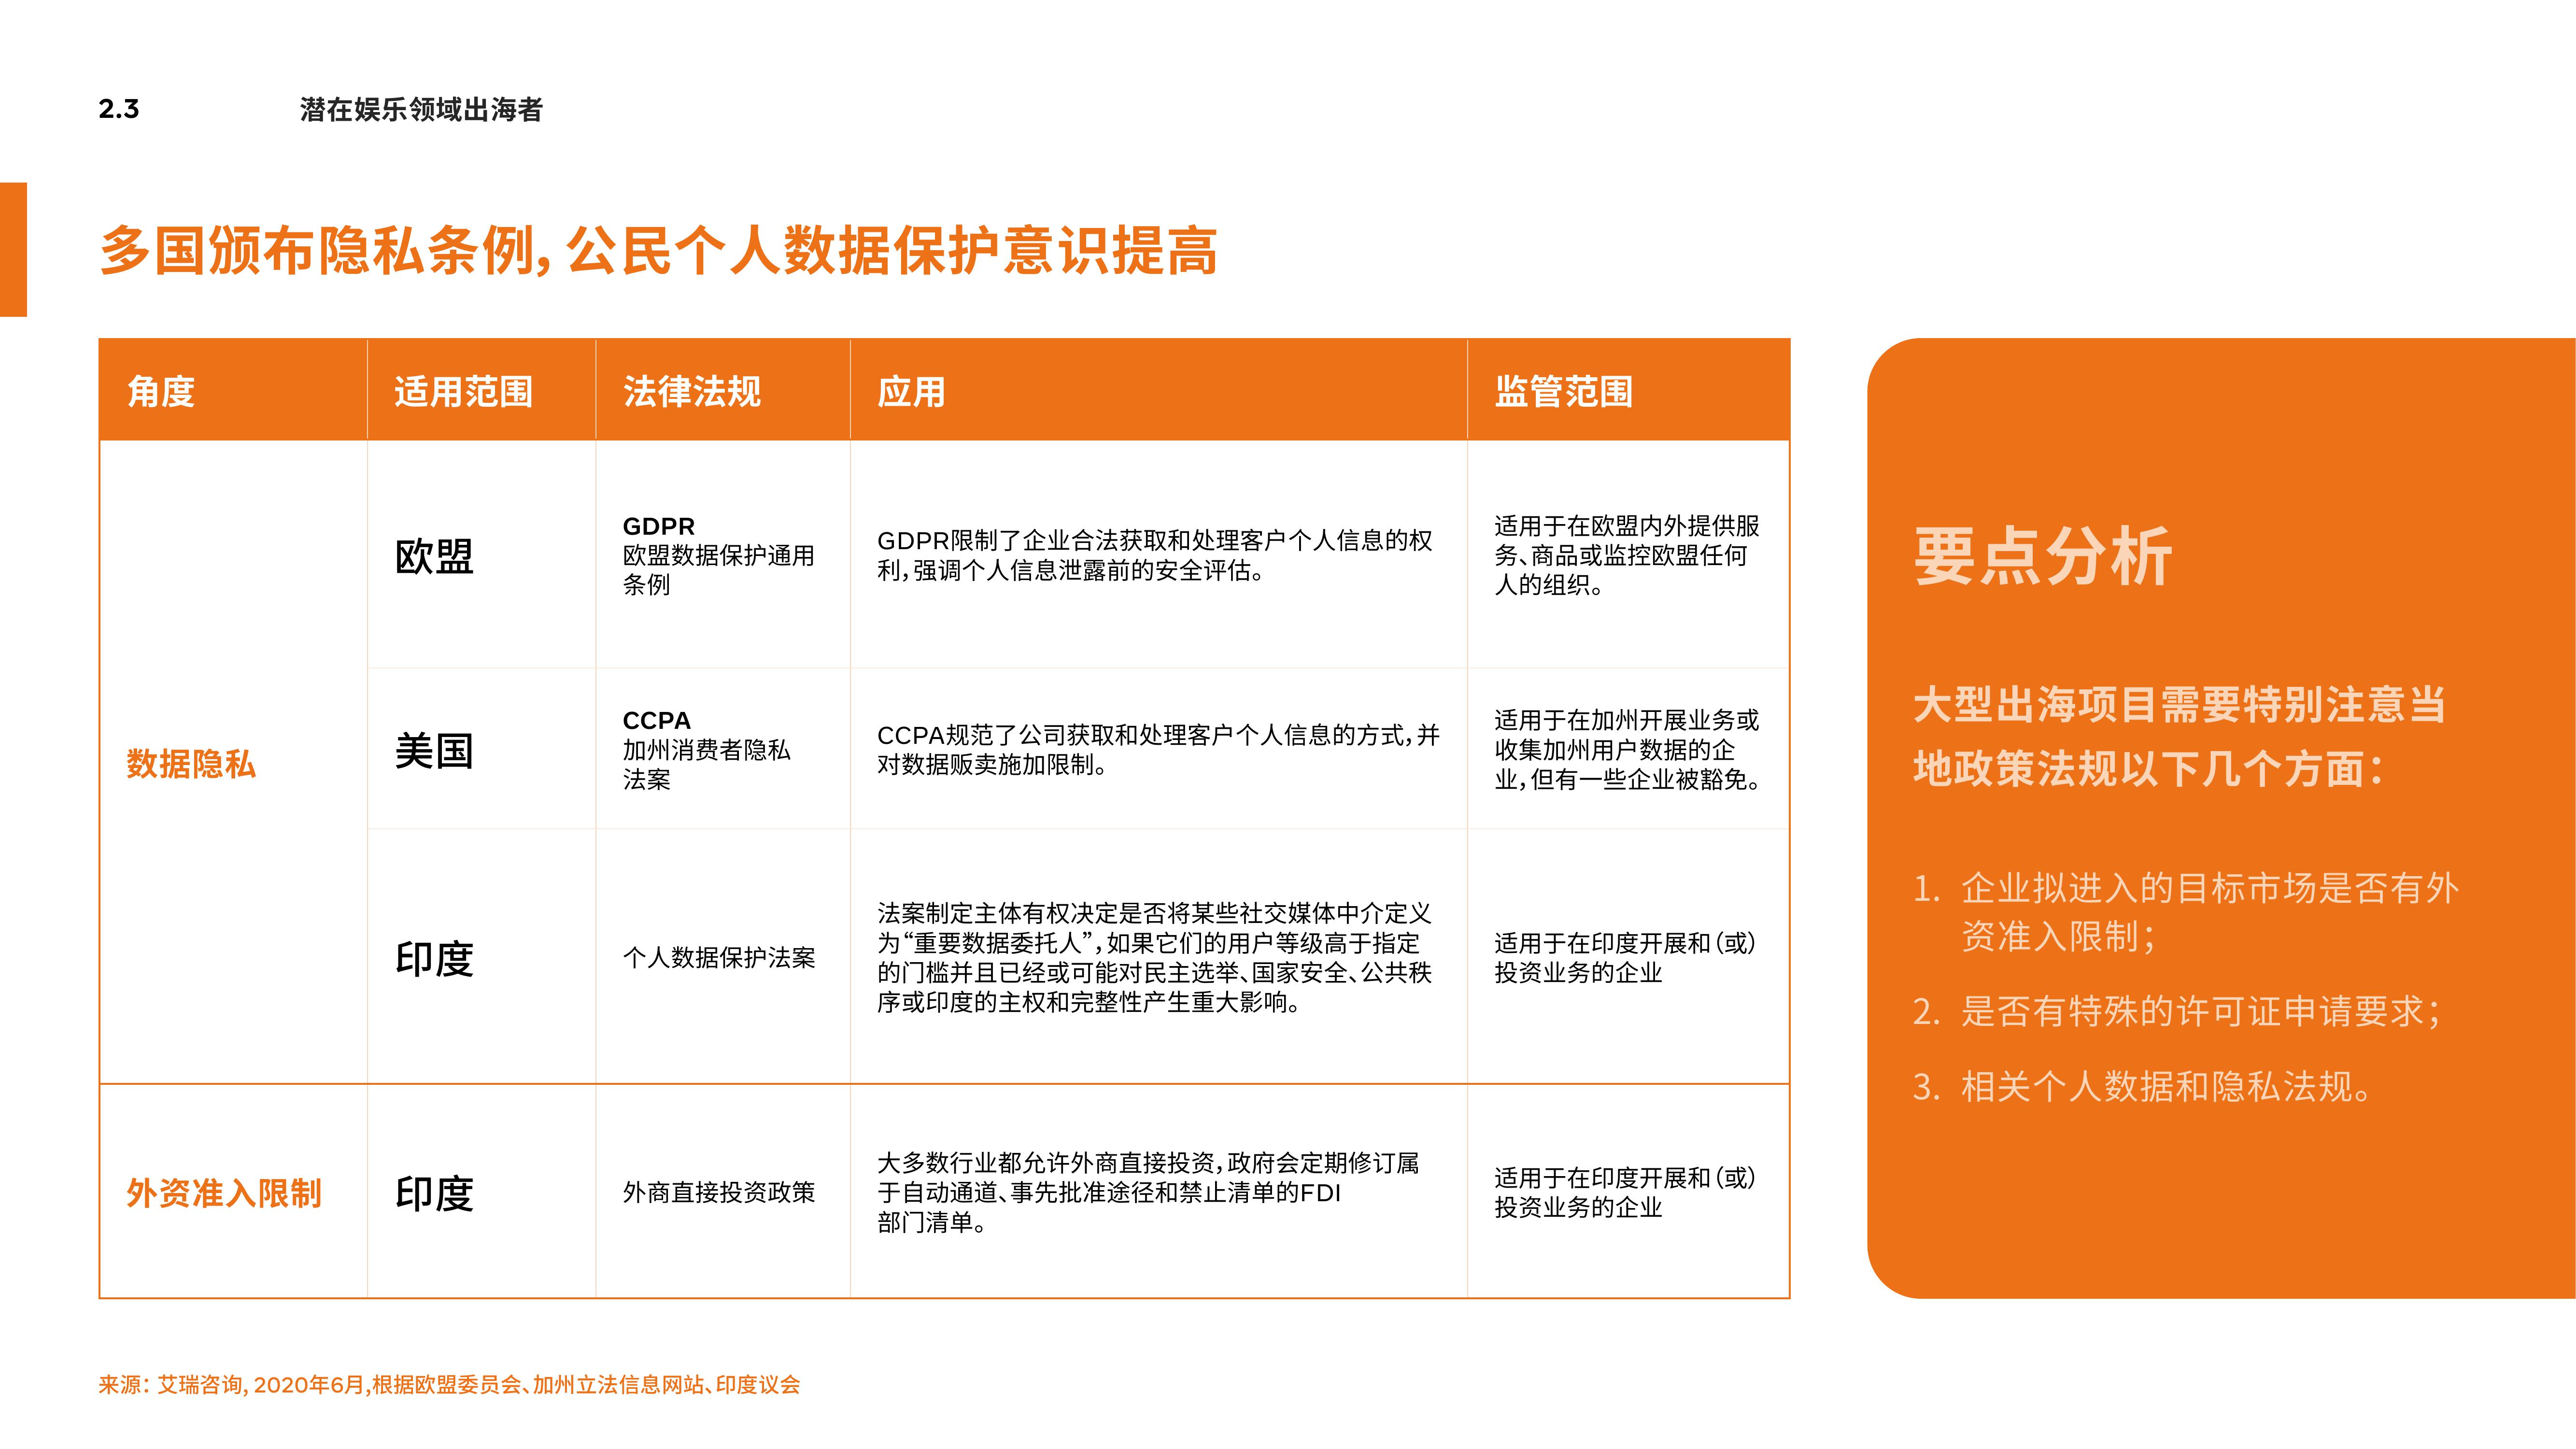 2.3
潜在娱乐领域出海者
多国颁布隐私条例, 公民个人数据保护意识提高
角度
适用范围
法律法规
应用
监管范围
数据隐私
欧盟
GDPR
欧盟数据保护通用
条例
GDPR限制了企业合法获取和处理客户个人信息的权
利，强调个人信息泄露前的安全评估。
适用于在欧盟内外提供服
务、商品或监控欧盟任何
人的组织。
美国
CCPA
加州消费者隐私
法案
CCPA规范了公司获取和处理客户个人信息的方式，并
对数据贩卖施加限制。
适用于在加州开展业务或
收集加州用户数据的企
业，但有一些企业被豁免。
印度
个人数据保护法案
法案制定主体有权决定是否将某些社交媒体中介定义
为“重要数据委托人”，如果它们的用户等级高于指定
的门槛并且已经或可能对民主选举、国家安全、公共秩
序或印度的主权和完整性产生重大影响。
适用于在印度开展和（或）
投资业务的企业
外资准入限制
印度
外商直接投资政策
大多数行业都允许外商直接投资，政府会定期修订属
于自动通道、事先批准途径和禁止清单的FDI
部门清单。
适用于在印度开展和（或）
投资业务的企业
要点分析
大型出海项目需要特别注意当
地政策法规以下几个方面：
1. 企业拟进入的目标市场是否有外
资准入限制；
2. 是否有特殊的许可证申请要求；
3. 相关个人数据和隐私法规。
来源：艾瑞咨询, 2020年6月,根据欧盟委员会、加州立法信息网站、印度议会